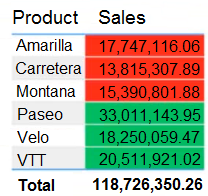 Product Sales
Amarilla 17,747,116.06
Carretera 13,815,307.89
Montana 15,390,801.88
Paseo 33,011,143.95
Velo 18,250,059.47
VTT 20,511,921.02
Total 118,726,350.26